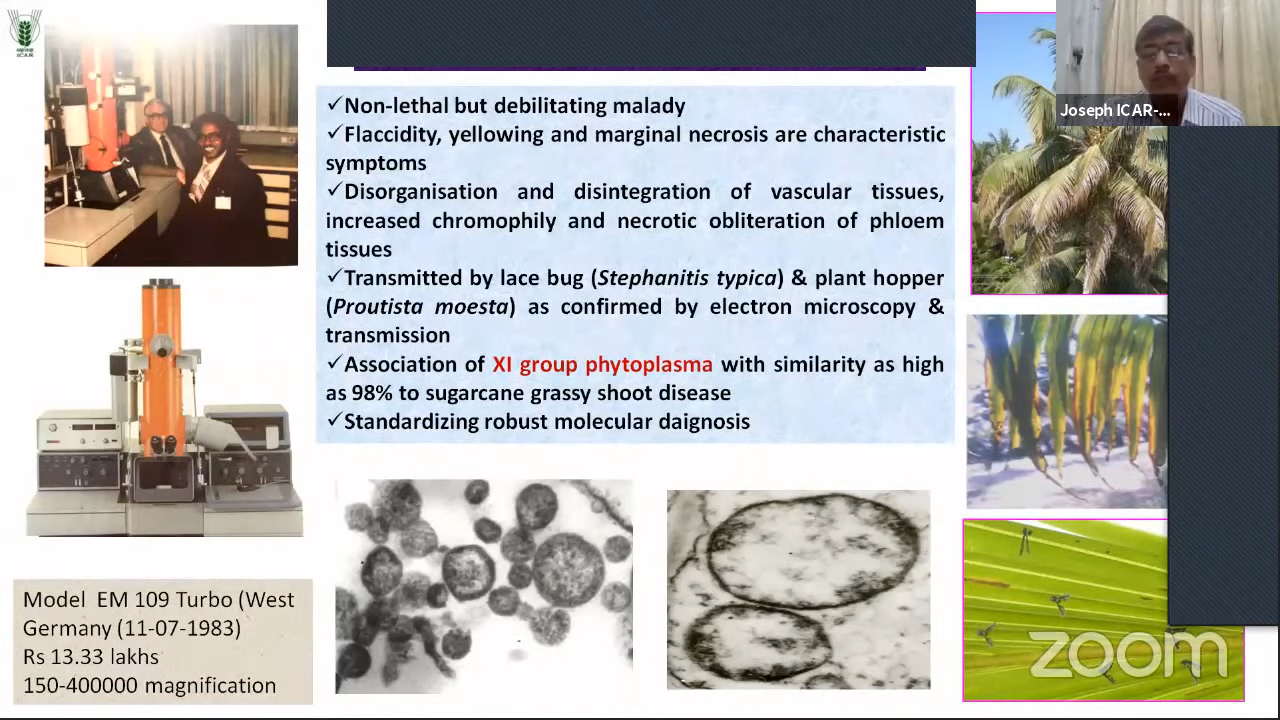 ICAR
Joseph ICAR-...
✓Non-lethal but debilitating malady
✓Flaccidity, yellowing and marginal necrosis are characteristic
symptoms
✓Disorganisation and disintegration of vascular tissues,
increased chromophily and necrotic obliteration of phloem
tissues
✓Transmitted by lace bug (Stephanitis typica) & plant hopper
(Proutista moesta) as confirmed by electron microscopy &
transmission
✓Association of XI group phytoplasma with similarity as high
as 98% to sugarcane grassy shoot disease
✓Standardizing robust molecular daignosis
Model EM 109 Turbo (West
Germany (11-07-1983)
Rs 13.33 lakhs
150-400000 magnification
zoom